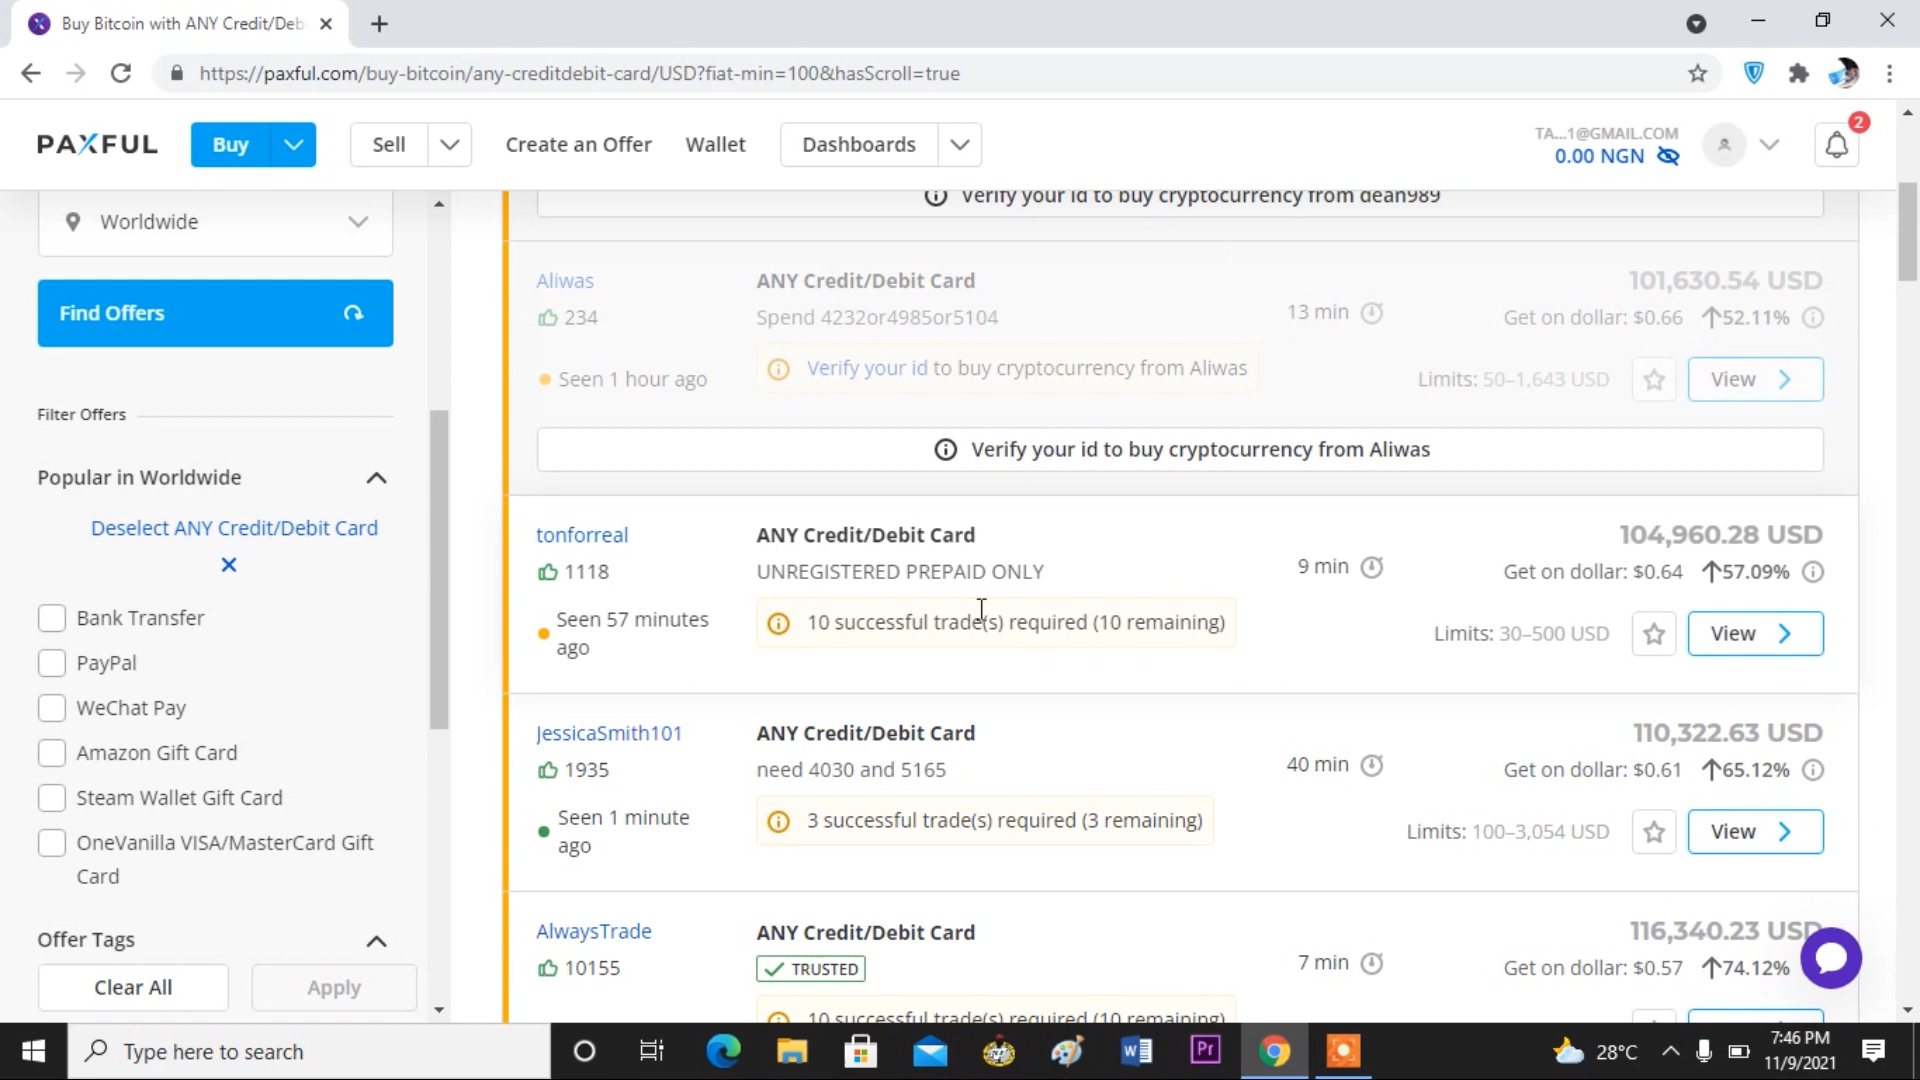 Buy Bitcoin with ANY Credit/Deb
https://paxful.com/buy-bitcoin/any-creditdebit-card/USD?fiat-min=100&hasScroll=true
PAXFUL
Buy
Sell
Create an Offer
Wallet
Dashboards
TA...1@GMAIL.COM
0.00 NGN
2
Worldwide
Find Offers
Filter Offers
Popular in Worldwide
Deselect ANY Credit/Debit Card
Bank Transfer
PayPal
WeChat Pay
Amazon Gift Card
Steam Wallet Gift Card
OneVanilla VISA/MasterCard Gift
Card
Offer Tags
Clear All
Apply
Verify your id to buy cryptocurrency from dean989
Aliwas
234
Seen 1 hour ago
ANY Credit/Debit Card
Spend 4232or4985or5104
Verify your id to buy cryptocurrency from Aliwas
13 min
101,630.54 USD
Get on dollar: $0.66 52.11%
Limits: 50–1,643 USD
View
Verify your id to buy cryptocurrency from Aliwas
tonforreal
1118
Seen 57 minutes
ago
ANY Credit/Debit Card
UNREGISTERED PREPAID ONLY
10 successful trade(s) required (10 remaining)
9 min
104,960.28 USD
Get on dollar: $0.64 57.09%
Limits: 30–500 USD
View
JessicaSmith101
1935
Seen 1 minute
ago
ANY Credit/Debit Card
need 4030 and 5165
3 successful trade(s) required (3 remaining)
40 min
110,322.63 USD
Get on dollar: $0.61 65.12%
Limits: 100–3,054 USD
View
AlwaysTrade
10155
ANY Credit/Debit Card
TRUSTED
10 successful trade(s) required (10 remaining)
7 min
116,340.23 USD
Get on dollar: $0.57 74.12%
Type here to search
W
Pr
28°C
7:46 PM
11/9/2021